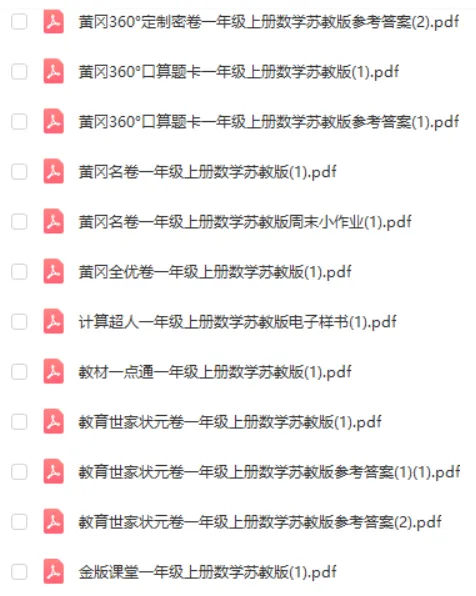 黄冈360°定制密卷一年级上册数学苏教版参考答案(2).pdf
黄冈360°口算题卡一年级上册数学苏教版(1).pdf
黄冈360°口算题卡一年级上册数学苏教版参考答案(1).pdf
黄冈名卷一年级上册数学苏教版(1).pdf
黄冈名卷一年级上册数学苏教版周末小作业(1).pdf
黄冈全优卷一年级上册数学苏教版(1).pdf
计算超人一年级上册数学苏教版电子样书(1).pdf
教材一点通一年级上册数学苏教版(1).pdf
教育世家状元卷一年级上册数学苏教版(1).pdf
教育世家状元卷一年级上册数学苏教版参考答案(1)(1).pdf
教育世家状元卷一年级上册数学苏教版参考答案(2).pdf
金版课堂一年级上册数学苏教版(1).pdf